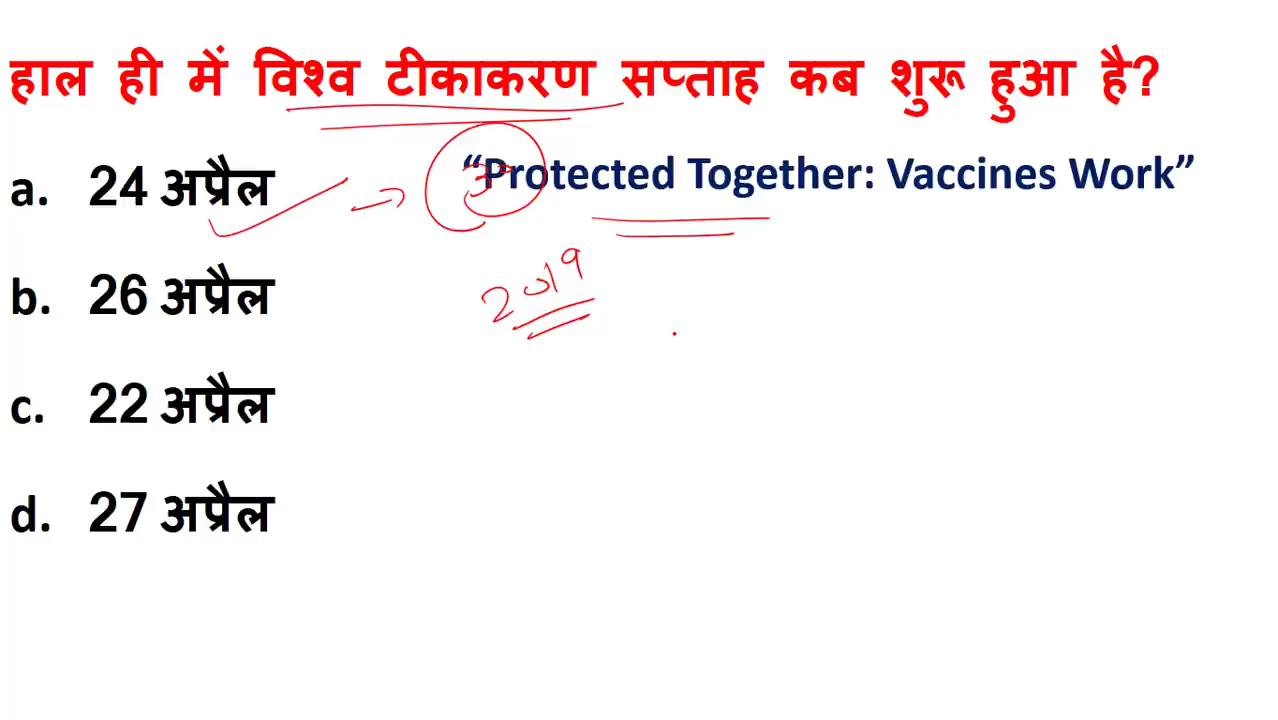 हाल ही में विश्व टीकाकरण सप्ताह कब शुरू हुआ है?
a. 24 अप्रैल
“Protected Together: Vaccines Work”
2019
b. 26 अप्रैल
c. 22 अप्रैल
d. 27 अप्रैल